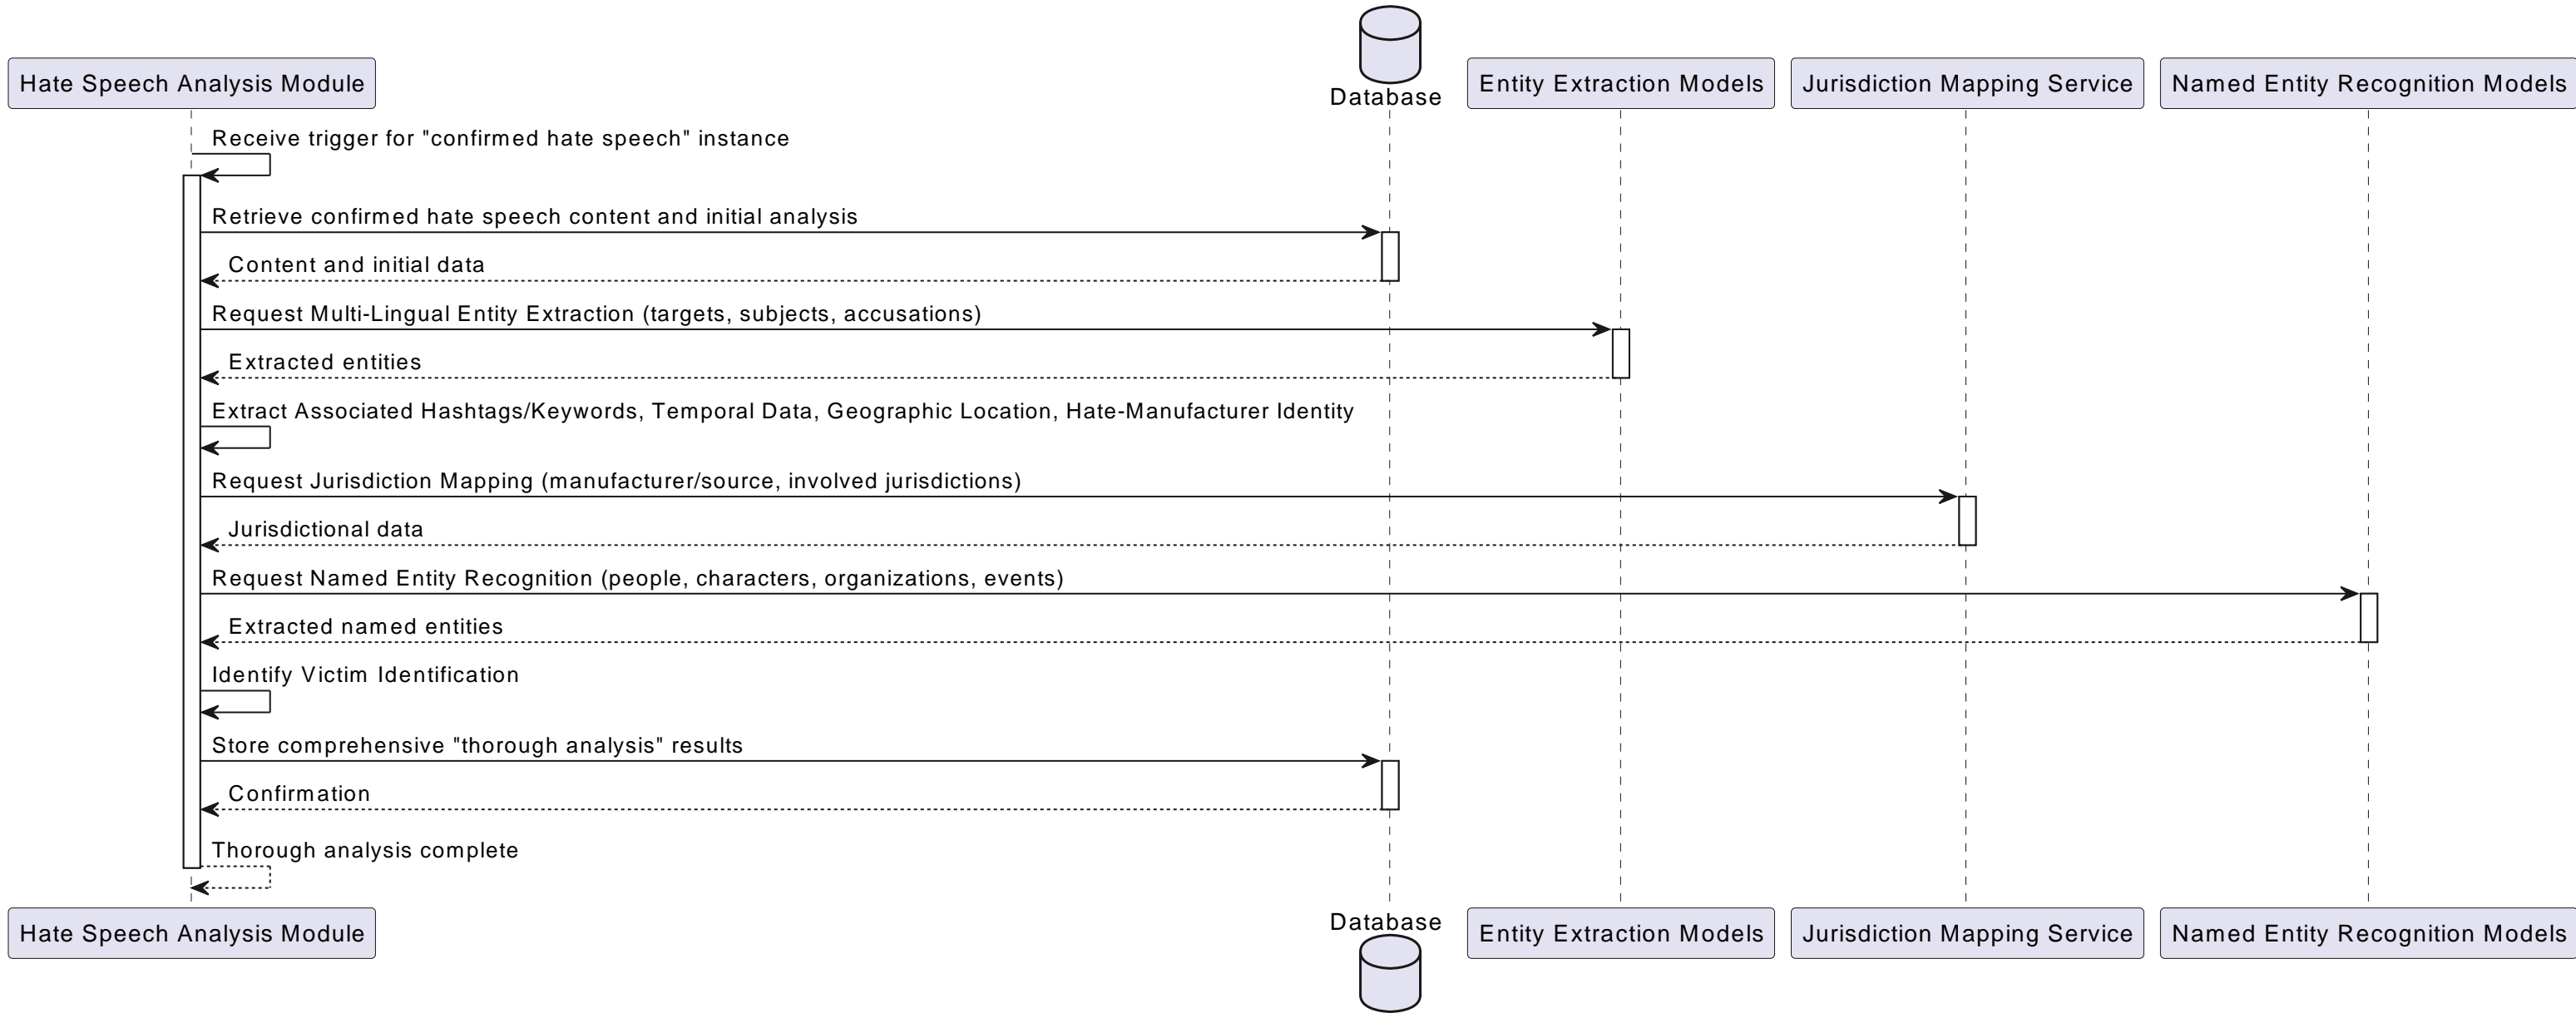 Hate Speech Analysis Module
Database
Entity Extraction Models
Jurisdiction Mapping Service
Named Entity Recognition Models
Receive trigger for "confirmed hate speech" instance
Retrieve confirmed hate speech content and initial analysis
Content and initial data
Request Multi-Lingual Entity Extraction (targets, subjects, accusations)
Extracted entities
Extract Associated Hashtags/Keywords, Temporal Data, Geographic Location, Hate-Manufacturer Identity
Request Jurisdiction Mapping (manufacturer/source, involved jurisdictions)
Jurisdictional data
Request Named Entity Recognition (people, characters, organizations, events)
Extracted named entities
Identify Victim Identification
Store comprehensive "thorough analysis" results
Confirmation
Thorough analysis complete
Hate Speech Analysis Module
Database
Entity Extraction Models
Jurisdiction Mapping Service
Named Entity Recognition Models